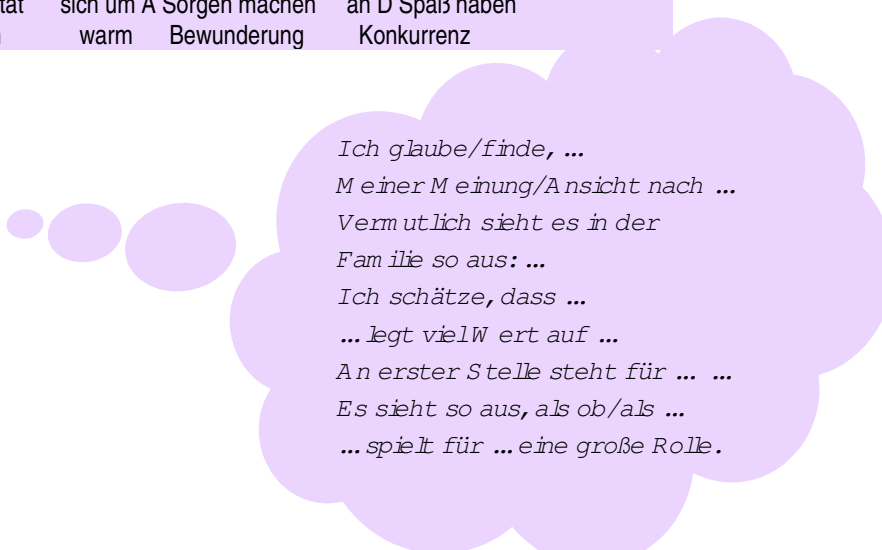 sich um A Sorgen machen an D Spaß haben
warm Bewunderung Konkurrenz
Ich glaube/finde, ...
Meiner Meinung/Ansicht nach ...
Vermutlich sieht es in der
Familie so aus: ...
Ich schätze, dass ...
... legt viel Wert auf ...
An erster Stelle steht für ... ...
Es sieht so aus, als ob/als ...
... spielt für ... eine große Rolle.